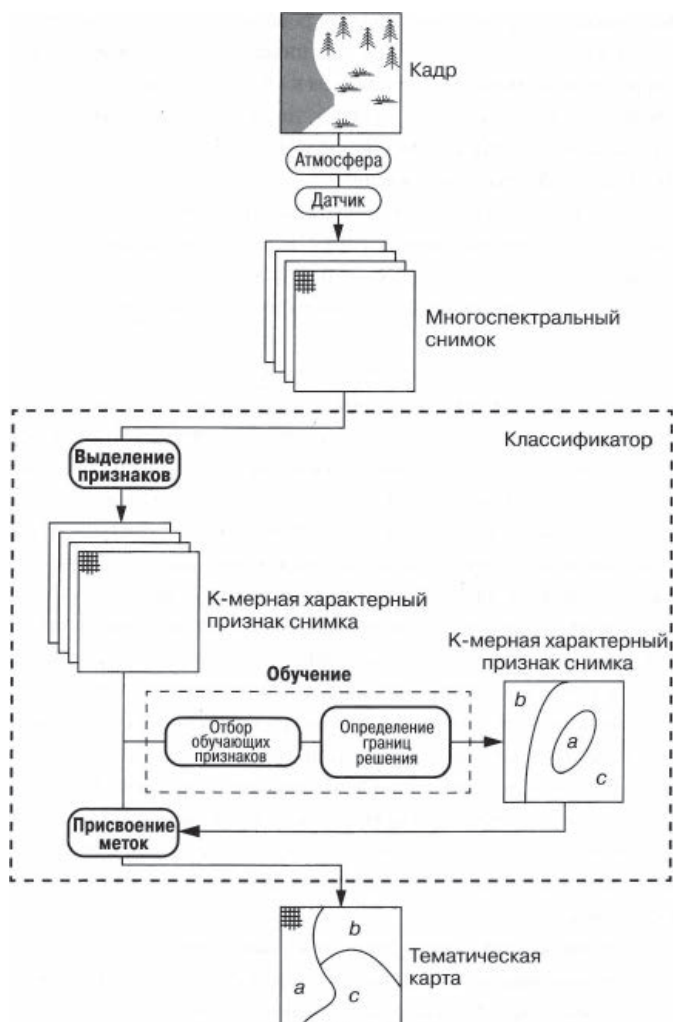 Кадр
Атмосфера
Датчик
Многоспектральный
снимок
Классификатор
Выделение
признаков
К-мерная характерный
признак снимка
К-мерная характерный
признак снимка
Обучение
Отбор
обучающих
признаков
Определение
границ
решения
b
a
c
Присвоение
меток
b
a
c
Тематическая
карта